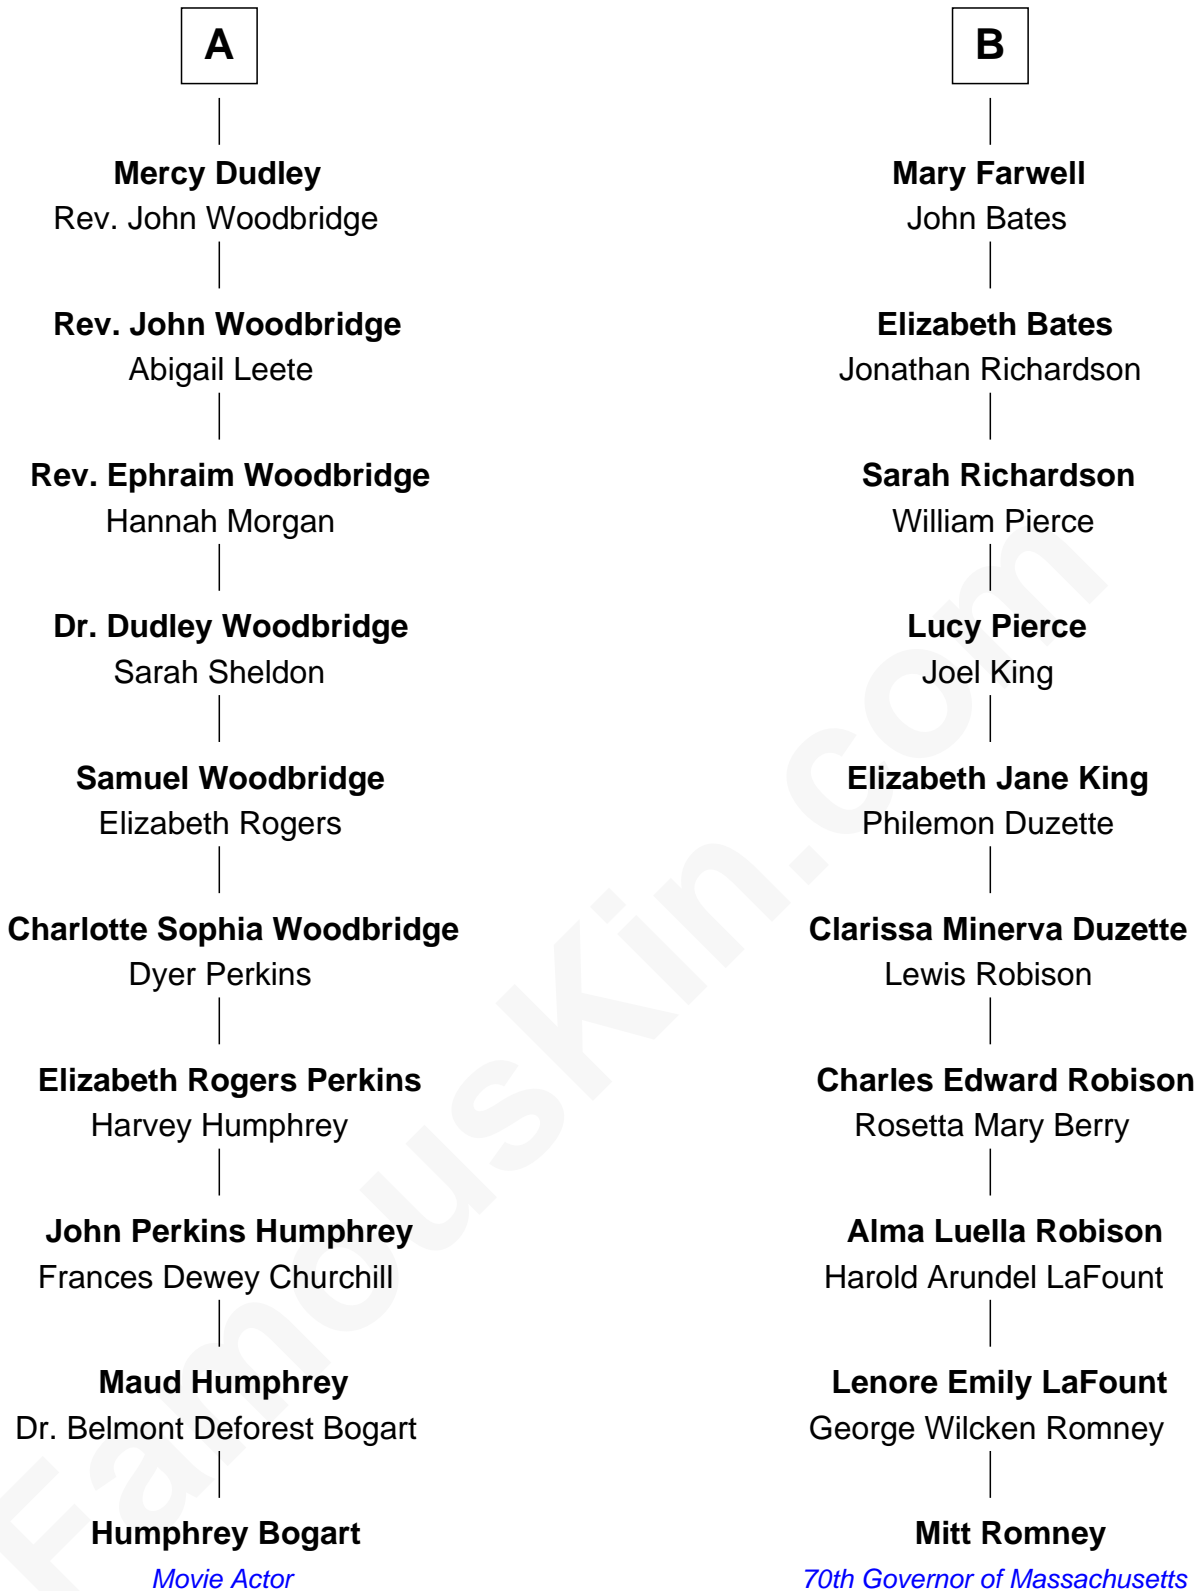 A
Mercy Dudley
Rev. John Woodbridge
Rev. John Woodbridge
Abigail Leete
Rev. Ephraim Woodbridge
Hannah Morgan
Dr. Dudley Woodbridge
Sarah Sheldon
Samuel Woodbridge
Elizabeth Rogers
Charlotte Sophia Woodbridge
Dyer Perkins
Elizabeth Rogers Perkins
Harvey Humphrey
John Perkins Humphrey
Frances Dewey Churchill
Maud Humphrey
Dr. Belmont Deforest Bogart
Humphrey Bogart
Movie Actor
B
Mary Farwell
John Bates
Elizabeth Bates
Jonathan Richardson
Sarah Richardson
William Pierce
Lucy Pierce
Joel King
Elizabeth Jane King
Philemon Duzette
Clarissa Minerva Duzette
Lewis Robison
Charles Edward Robison
Rosetta Mary Berry
Alma Luella Robison
Harold Arundel LaFount
Lenore Emily LaFount
George Wilcken Romney
Mitt Romney
70th Governor of Massachusetts
FamousKin.com